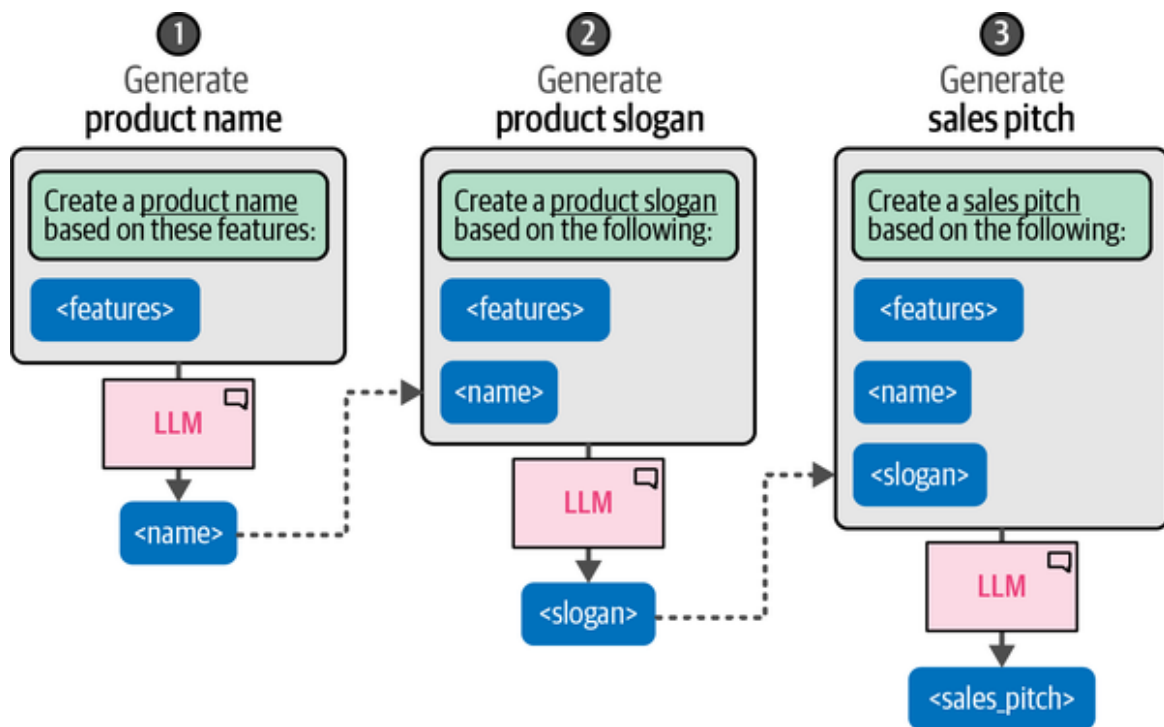 1
Generate
product name
Create a product name
based on these features:
<features>
LLM
<name>
2
Generate
product slogan
Create a product slogan
based on the following:
<features>
<name>
LLM
<slogan>
3
Generate
sales pitch
Create a sales pitch
based on the following:
<features>
<name>
<slogan>
LLM
<sales_pitch>